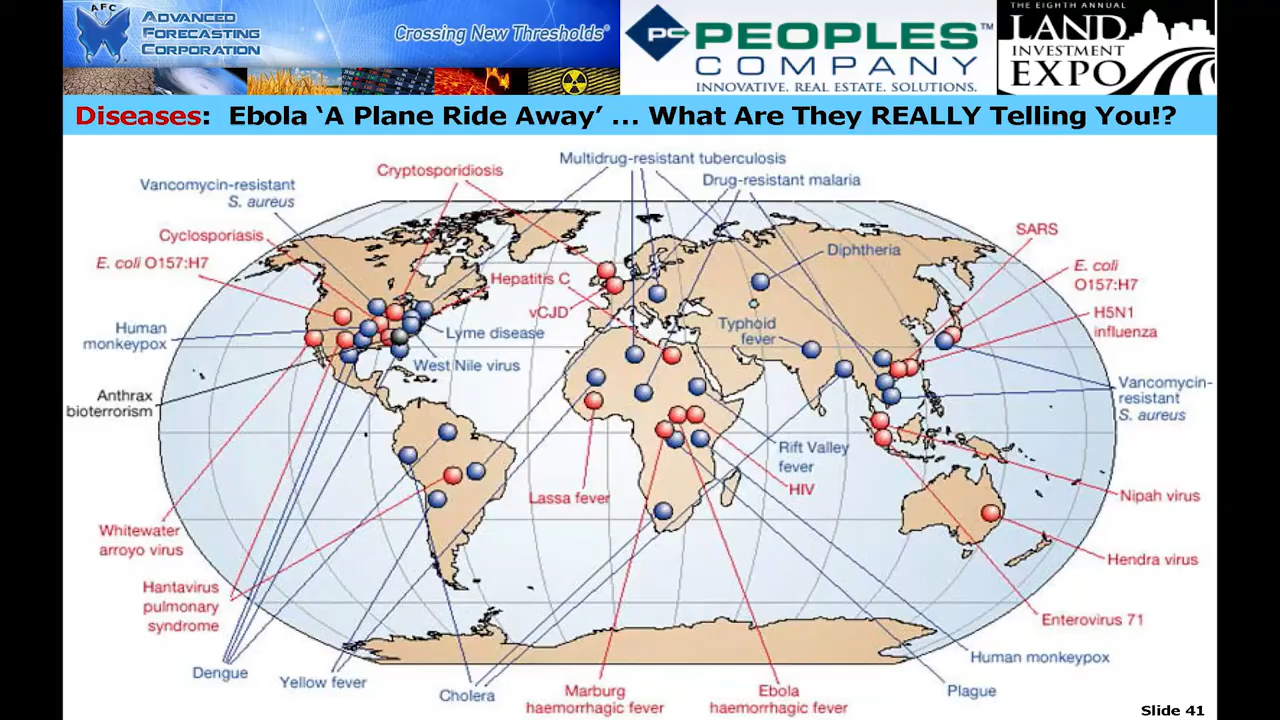 AFC
ADVANCED
FORECASTING
CORPORATION
Crossing New Thresholds®
PC
PEOPLES™
COMPANY
INNOVATIVE. REAL ESTATE. SOLUTIONS.
THE EIGHTH ANNUAL
LAND
INVESTMENT
EXPO
Diseases: Ebola ‘A Plane Ride Away’ ... What Are They REALLY Telling You!?
Multidrug-resistant tuberculosis
Cryptosporidiosis
Drug-resistant malaria
Vancomycin-resistant
S. aureus
Cyclosporiasis
SARS
Diphtheria
E. coli O157:H7
E. coli
O157:H7
Hepatitis C
vCJD
H5N1
influenza
Human
monkeypox
Lyme disease
Typhoid
fever
West Nile virus
Anthrax
bioterrorism
Vancomycin-
resistant
S. aureus
Rift Valley
fever
HIV
Lassa fever
Nipah virus
Whitewater
arroyo virus
Hendra virus
Hantavirus
pulmonary
syndrome
Enterovirus 71
Human monkeypox
Dengue
Yellow fever
Cholera
Marburg
haemorrhagic fever
Ebola
haemorrhagic fever
Plague
Slide 41